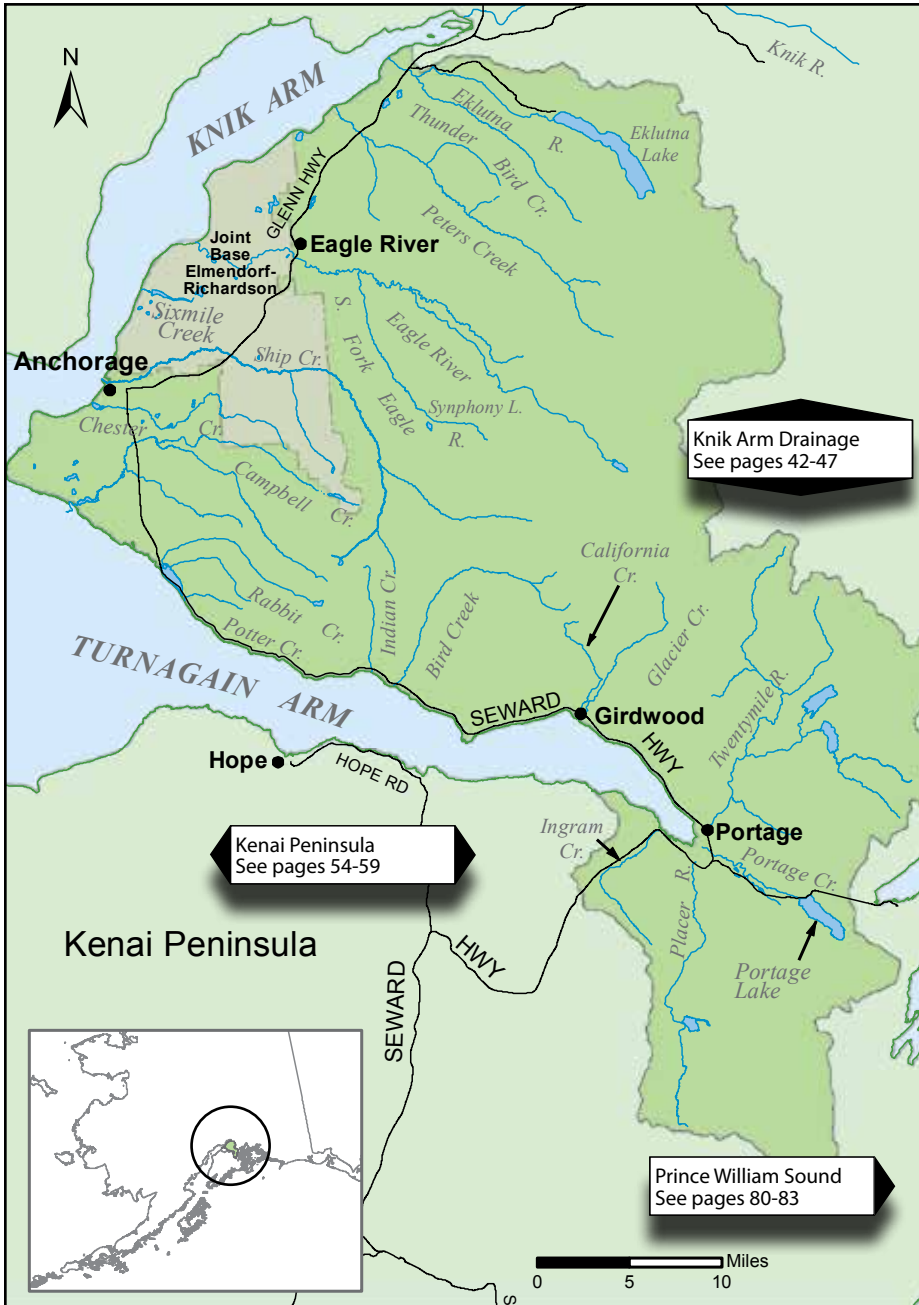 Knik R.
N
KNIK ARM
Eklutna
R.
Eklutna
Lake
Thunder
Bird
Cr.
GLENN HWY
Peters Creek
Joint
Base
Elmendorf-
Richardson
Eagle River
Sixmile
Creek
S.
Fork
Eagle
R.
Eagle River
Ship Cr.
Anchorage
Synphony L.
Chester
Cr.
Knik Arm Drainage
See pages 42-47
Campbell
Cr.
California
Cr.
Rabbit
Cr.
Indian Cr.
Bird Creek
Glacier Cr.
Potter Cr.
Twentymile R.
TURNAGAIN ARM
SEWARD
HWY
Girdwood
Hope
HOPE RD
Portage
Ingram
Cr.
Portage Cr.
Kenai Peninsula
See pages 54-59
Placer
R.
Kenai Peninsula
HWY
SEWARD
Portage
Lake
Prince William Sound
See pages 80-83
Miles
0 5 10
S